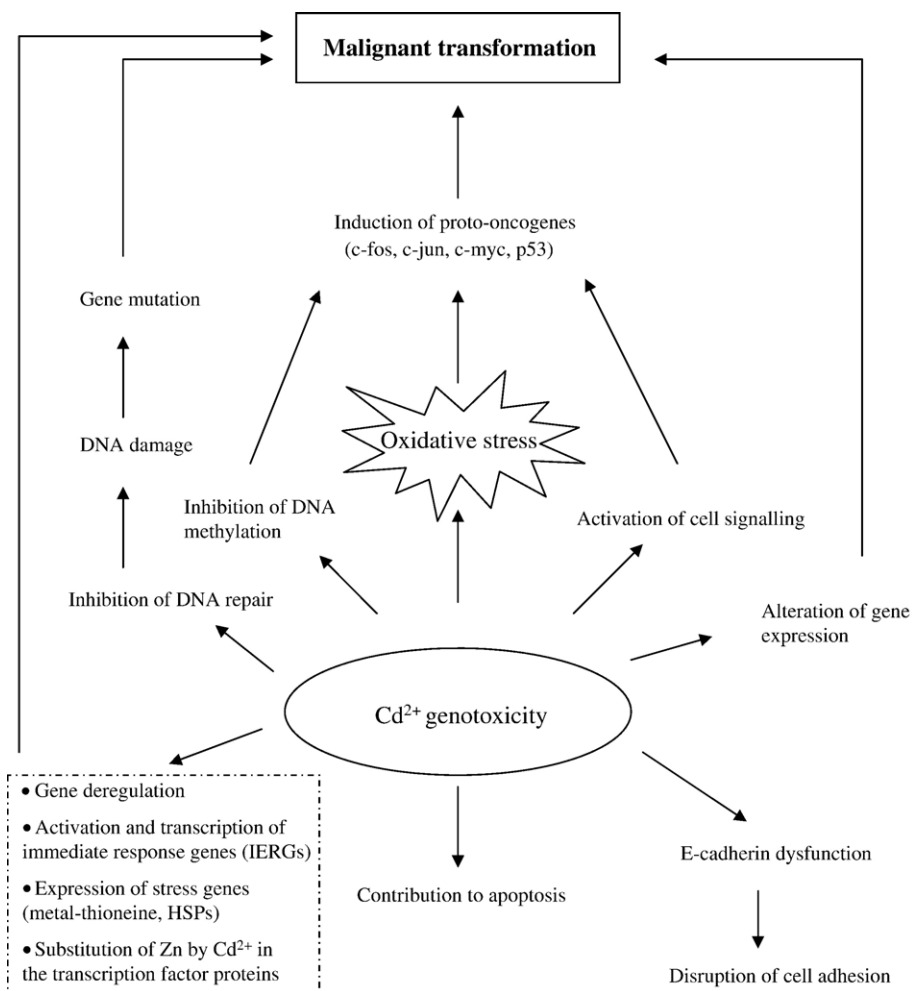 Malignant transformation
Induction of proto-oncogenes
(c-fos, c-jun, c-myc, p53)
Gene mutation
DNA damage
Oxidative stress
Inhibition of DNA
methylation
Activation of cell signalling
Inhibition of DNA repair
Alteration of gene
expression
Cd²⁺ genotoxicity
• Gene deregulation
• Activation and transcription of
immediate response genes (IERGs)
• Expression of stress genes
(metal-thioneine, HSPs)
• Substitution of Zn by Cd²⁺ in
the transcription factor proteins
Contribution to apoptosis
E-cadherin dysfunction
Disruption of cell adhesion